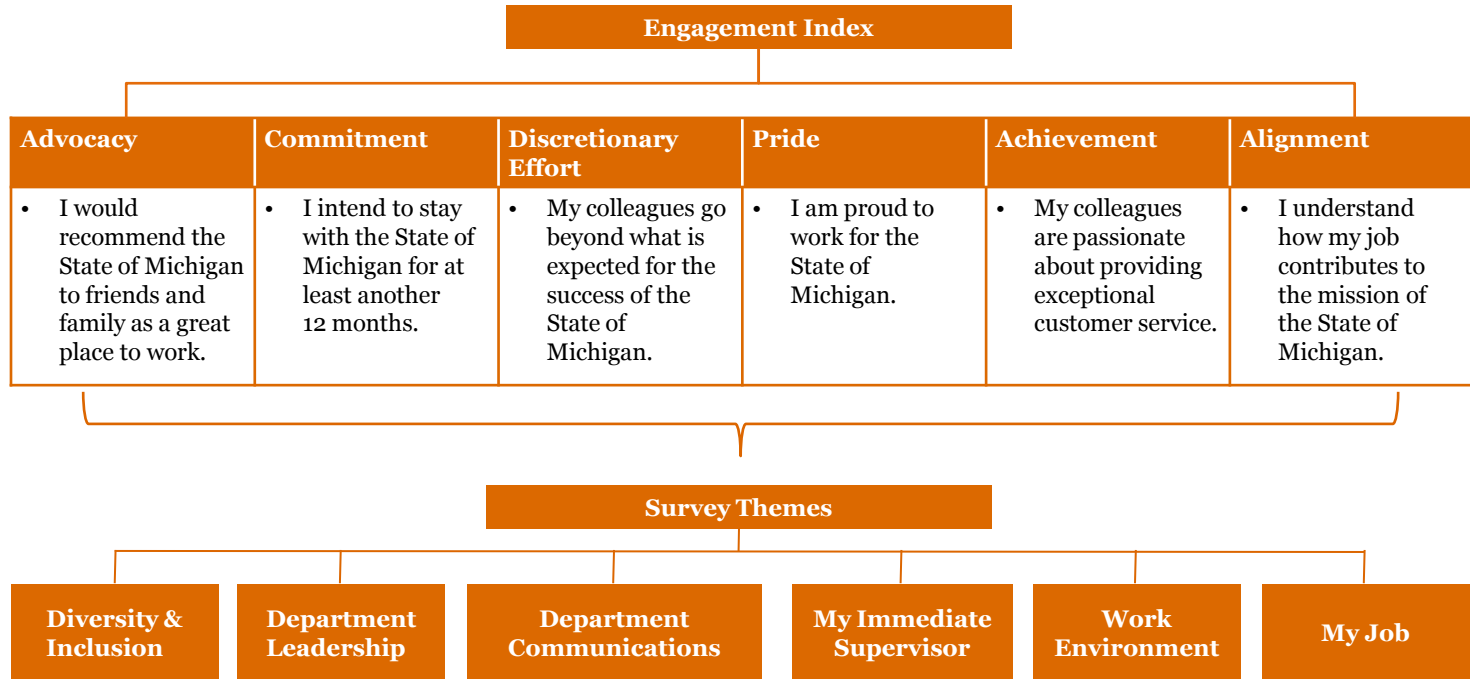 Engagement Index
Advocacy
Commitment
Discretionary
Effort
Pride
Achievement
Alignment
• I would
recommend the
State of Michigan
to friends and
family as a great
place to work.
• I intend to stay
with the State of
Michigan for at
least another
12 months.
• My colleagues go
beyond what is
expected for the
success of the
State of
Michigan.
• I am proud to
work for the
State of
Michigan.
• My colleagues
are passionate
about providing
exceptional
customer service.
• I understand
how my job
contributes to
the mission of
the State of
Michigan.
Survey Themes
Diversity &
Inclusion
Department
Leadership
Department
Communications
My Immediate
Supervisor
Work
Environment
My Job